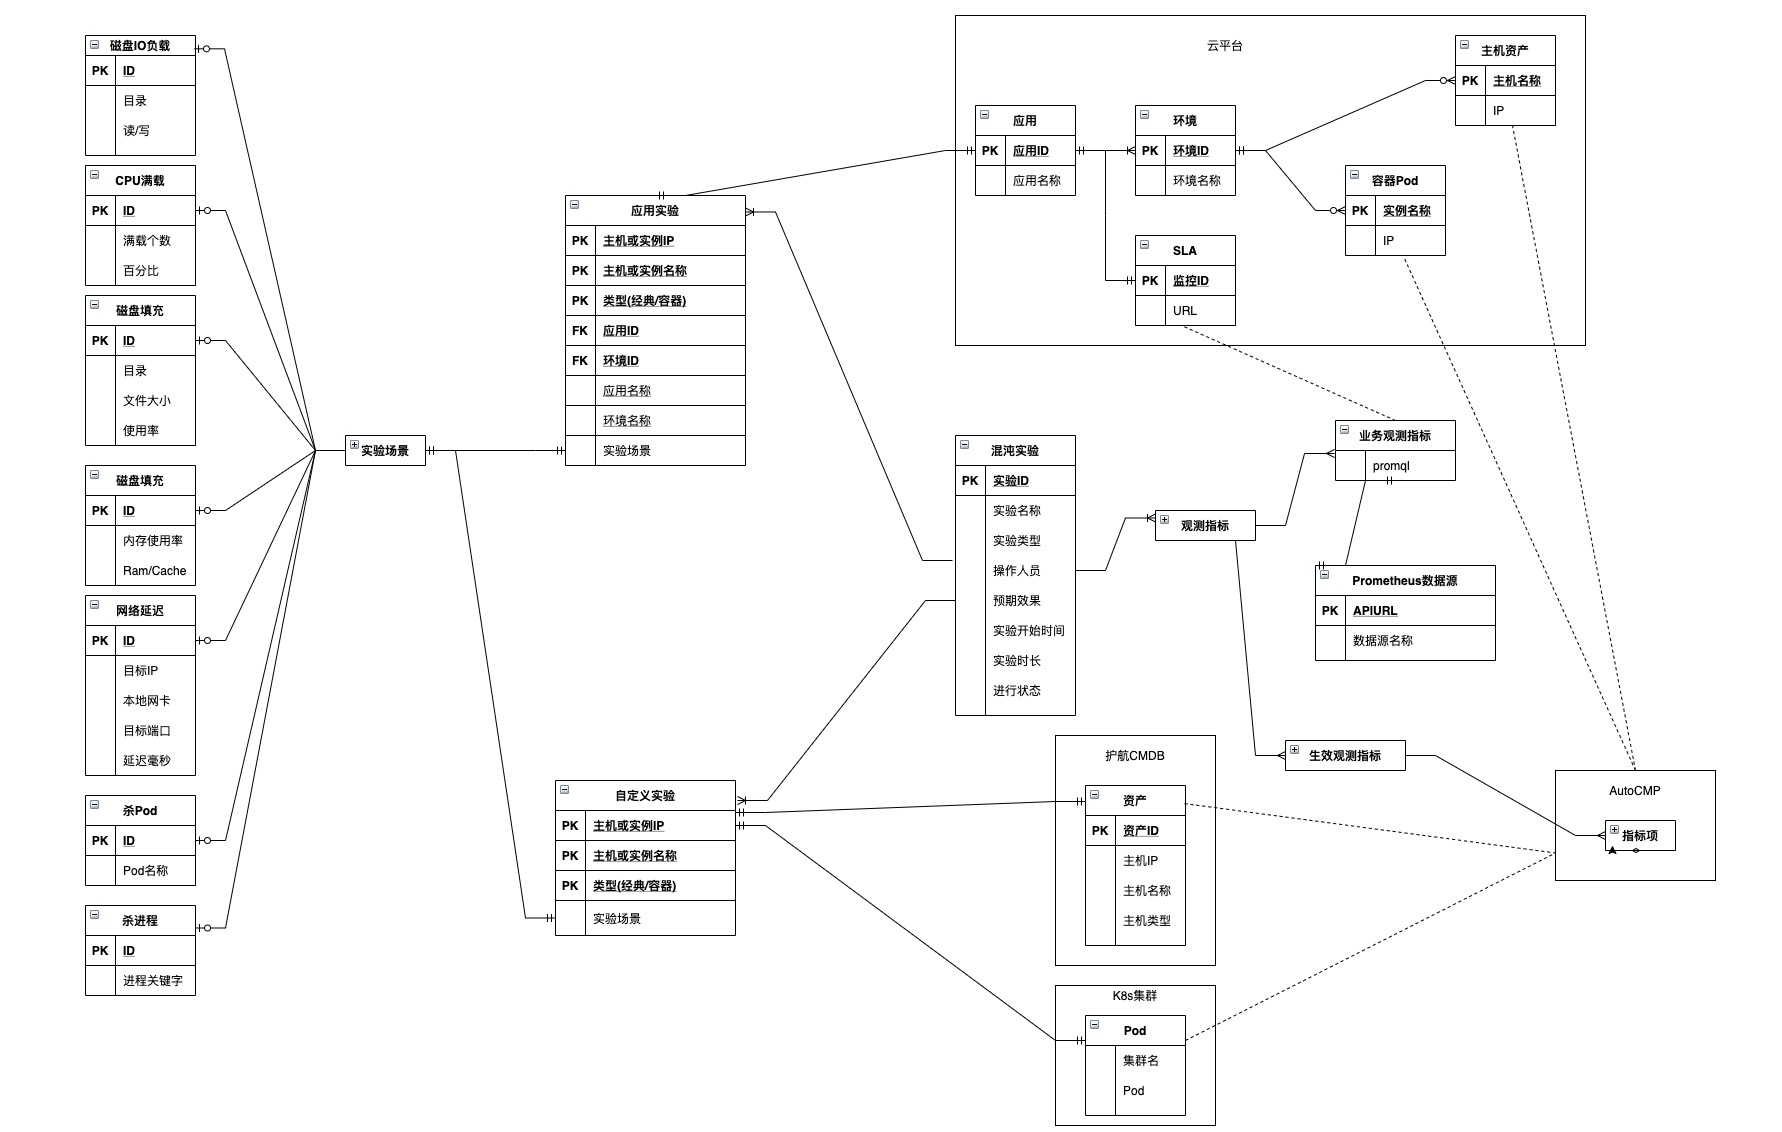 磁盘IO负载
PK ID
目录
读/写
CPU满载
PK ID
满载个数
百分比
磁盘填充
PK ID
目录
文件大小
使用率
磁盘填充
PK ID
内存使用率
Ram/Cache
网络延迟
PK ID
目标IP
本地网卡
目标端口
延迟毫秒
杀Pod
PK ID
Pod名称
杀进程
PK ID
进程关键字
实验场景
应用实验
PK 主机或实例IP
PK 主机或实例名称
PK 类型(经典/容器)
FK 应用ID
FK 环境ID
应用名称
环境名称
实验场景
自定义实验
PK 主机或实例IP
PK 主机或实例名称
PK 类型(经典/容器)
实验场景
云平台
应用
PK 应用ID
应用名称
环境
PK 环境ID
环境名称
SLA
PK 监控ID
URL
主机资产
PK 主机名称
IP
容器Pod
PK 实例名称
IP
混沌实验
PK 实验ID
实验名称
实验类型
操作人员
预期效果
实验开始时间
实验时长
进行状态
观测指标
业务观测指标
promql
Prometheus数据源
PK APIURL
数据源名称
生效观测指标
护航CMDB
资产
PK 资产ID
主机IP
主机名称
主机类型
K8s集群
Pod
集群名
Pod
AutoCMP
指标项